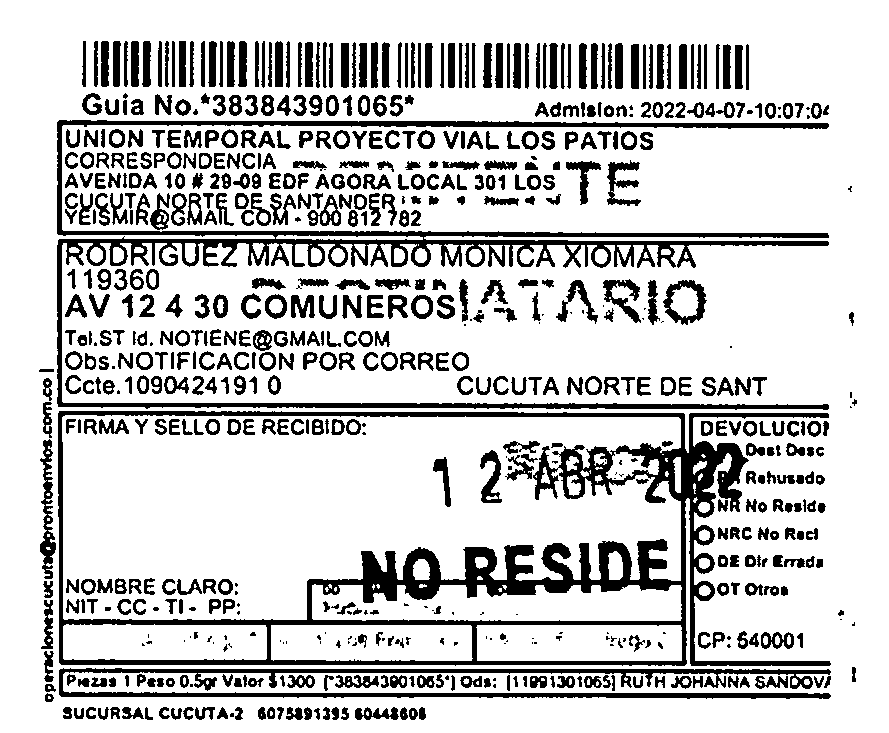 Guia No.*383843901065*
Admision: 2022-04-07-10:07:04
UNION TEMPORAL PROYECTO VIAL LOS PATIOS
CORRESPONDENCIA
AVENIDA 10 # 29-09 EDF AGORA LOCAL 301 LOS
TE
CUCUTA NORTE DE SANTANDER
YEISMIR@GMAIL COM - 900 812 782
RODRIGUEZ MALDONADO MONICA XIOMARA
119360
AV 12 4 30 COMUNEROS
IATARIO
Tel.ST Id. NOTIENE@GMAIL.COM
Obs.NOTIFICACION POR CORREO
Ccte.1090424191 0 CUCUTA NORTE DE SANT
operacionescucuta@prontoenvios.com.co |
FIRMA Y SELLO DE RECIBIDO:
12 ABR 2022
NO RESIDE
NOMBRE CLARO:
NIT - CC - TI - PP:
DEVOLUCION
Dest Desc
Rehusado
NR No Reside
NRC No Recl
DE Dir Errada
OT Otros
CP: 540001
Piezas 1 Peso 0.5gr Valor $1300 [*383843901065*] Ods: [11991301065] RUTH JOHANNA SANDOVA
SUCURSAL CUCUTA-2 6075891395 60448606